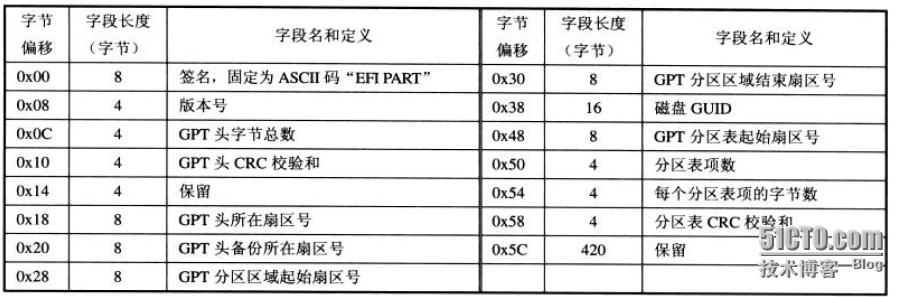 字节偏移 字段长度（字节） 字段名和定义
0x00 8 签名，固定为 ASCII 码“EFI PART”
0x08 4 版本号
0x0C 4 GPT 头字节总数
0x10 4 GPT 头 CRC 校验和
0x14 4 保留
0x18 8 GPT 头所在扇区号
0x20 8 GPT 头备份所在扇区号
0x28 8 GPT 分区区域起始扇区号
字节偏移 字段长度（字节） 字段名和定义
0x30 8 GPT 分区区域结束扇区号
0x38 16 磁盘 GUID
0x48 8 GPT 分区表起始扇区号
0x50 4 分区表项数
0x54 4 每个分区表项的字节数
0x58 4 分区表 CRC 校验和
0x5C 420 保留
51CTO.com
技术博客 Blog